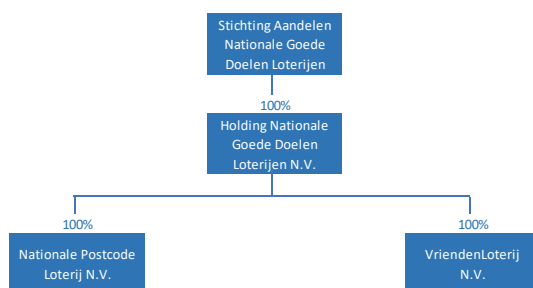 Stichting Aandelen
Nationale Goede
Doelen Loterijen
100%
Holding Nationale
Goede Doelen
Loterijen N.V.
100%
100%
Nationale Postcode
Loterij N.V.
VriendenLoterij
N.V.